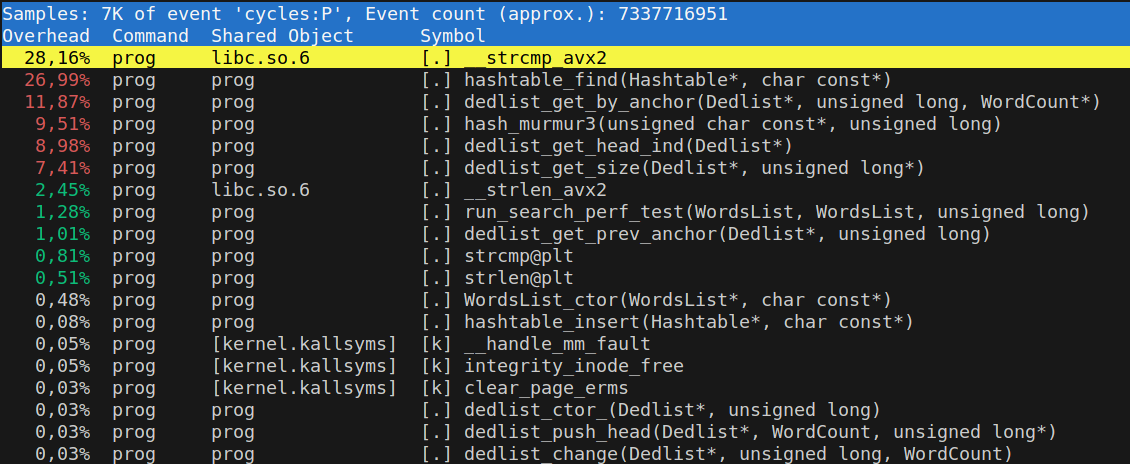 Samples: 7K of event 'cycles:P', Event count (approx.): 7337716951
Overhead  Command  Shared Object      Symbol
28,16%  prog     libc.so.6          [.] __strcmp_avx2
26,99%  prog     prog               [.] hashtable_find(Hashtable*, char const*)
11,87%  prog     prog               [.] dedlist_get_by_anchor(Dedlist*, unsigned long, WordCount*)
9,51%  prog     prog               [.] hash_murmur3(unsigned char const*, unsigned long)
8,98%  prog     prog               [.] dedlist_get_head_ind(Dedlist*)
7,41%  prog     prog               [.] dedlist_get_size(Dedlist*, unsigned long*)
2,45%  prog     libc.so.6          [.] __strlen_avx2
1,28%  prog     prog               [.] run_search_perf_test(WordsList, WordsList, unsigned long)
1,01%  prog     prog               [.] dedlist_get_prev_anchor(Dedlist*, unsigned long)
0,81%  prog     prog               [.] strcmp@plt
0,51%  prog     prog               [.] strlen@plt
0,48%  prog     prog               [.] WordsList_ctor(WordsList*, char const*)
0,08%  prog     prog               [.] hashtable_insert(Hashtable*, char const*)
0,05%  prog     [kernel.kallsyms]  [k] __handle_mm_fault
0,05%  prog     [kernel.kallsyms]  [k] integrity_inode_free
0,03%  prog     [kernel.kallsyms]  [k] clear_page_erms
0,03%  prog     prog               [.] dedlist_ctor_(Dedlist*, unsigned long)
0,03%  prog     prog               [.] dedlist_push_head(Dedlist*, WordCount, unsigned long*)
0,03%  prog     prog               [.] dedlist_change(Dedlist*, unsigned long, WordCount)